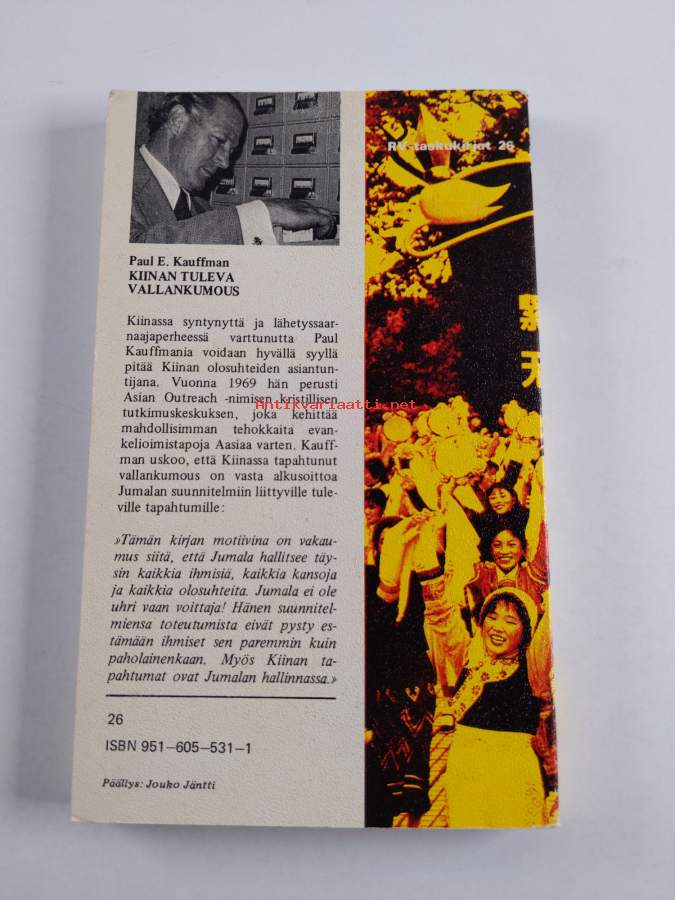 RV-taskukirjat 26
Paul E. Kauffman
KIINAN TULEVA
VALLANKUMOUS
Kiinassa syntynyttä ja lähetyssaar-
naajaperheessä varttunutta Paul
Kauffmania voidaan hyvällä syyllä
pitää Kiinan olosuhteiden asiantun-
tijana. Vuonna 1969 hän perusti
Asian Outreach -nimisen kristillisen
tutkimuskeskuksen, joka kehittää
mahdollisimman tehokkaita evan-
kelioimistapoja Aasiaa varten. Kauff-
man uskoo, että Kiinassa tapahtunut
vallankumous on vasta alkusoittoa
Jumalan suunnitelmiin liittyville tule-
ville tapahtumille:
»Tämän kirjan motiivina on vakau-
mus siitä, että Jumala hallitsee täy-
sin kaikkia ihmisiä, kaikkia kansoja
ja kaikkia olosuhteita. Jumala ei ole
uhri vaan voittaja! Hänen suunnitel-
miensa toteutumista eivät pysty es-
tämään ihmiset sen paremmin kuin
paholainenkaan. Myös Kiinan ta-
pahtumat ovat Jumalan hallinnassa.»
26
ISBN 951-605-531-1
Päällys: Jouko Jäntti
Antikvariaatti.net